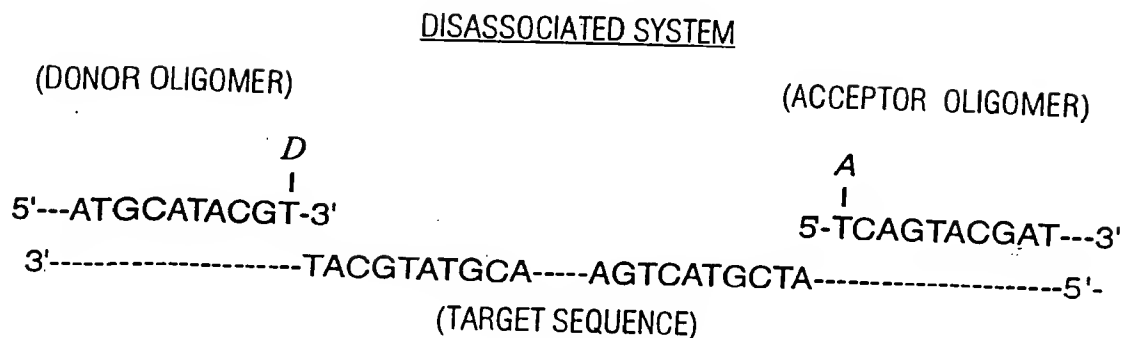 DISASSOCIATED SYSTEM
(DONOR OLIGOMER)
(ACCEPTOR OLIGOMER)
D
A
5'---ATGCATACGT-3'
5'-TCAGTACGAT---3'
3'----------------------TACGTATGCA-----AGTCATGCTA---------------------5'-
(TARGET SEQUENCE)